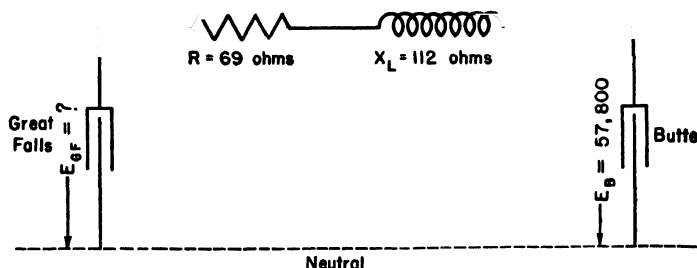 R = 69 ohms
X_L = 112 ohms
Great Falls
E_GF = ?
E_B = 57,800
Butte
Neutral